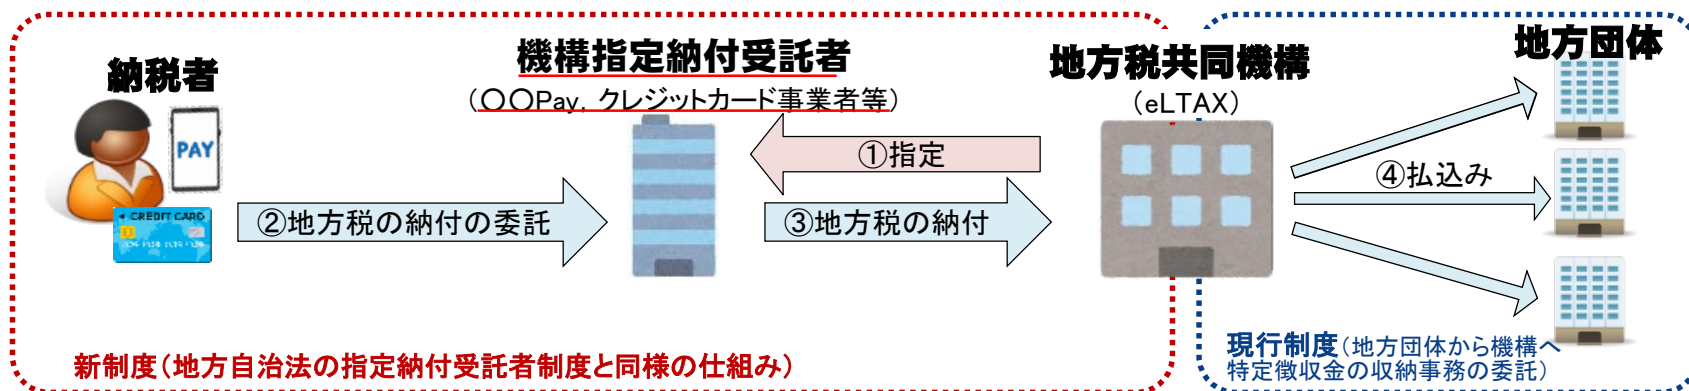 納税者
機構指定納付受託者
(〇〇Pay, クレジットカード事業者等)
地方税共同機構
(eLTAX)
地方団体
PAY
CREDIT CARD
①指定
②地方税の納付の委託
③地方税の納付
④払込み
新制度(地方自治法の指定納付受託者制度と同様の仕組み)
現行制度(地方団体から機構へ
特定徴収金の収納事務の委託)